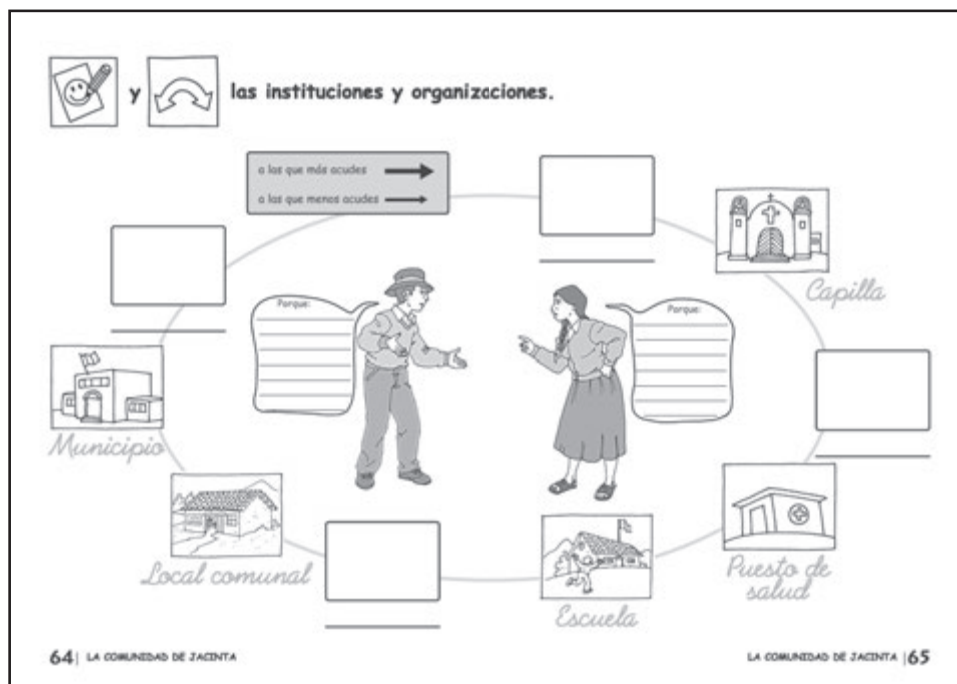 y las instituciones y organizaciones.
a las que más acudes
a las que menos acudes
Capilla
Porque:
Porque:
Municipio
Local comunal
Escuela
Puesto de
salud
64| LA COMUNIDAD DE JACINTA
LA COMUNIDAD DE JACINTA |65